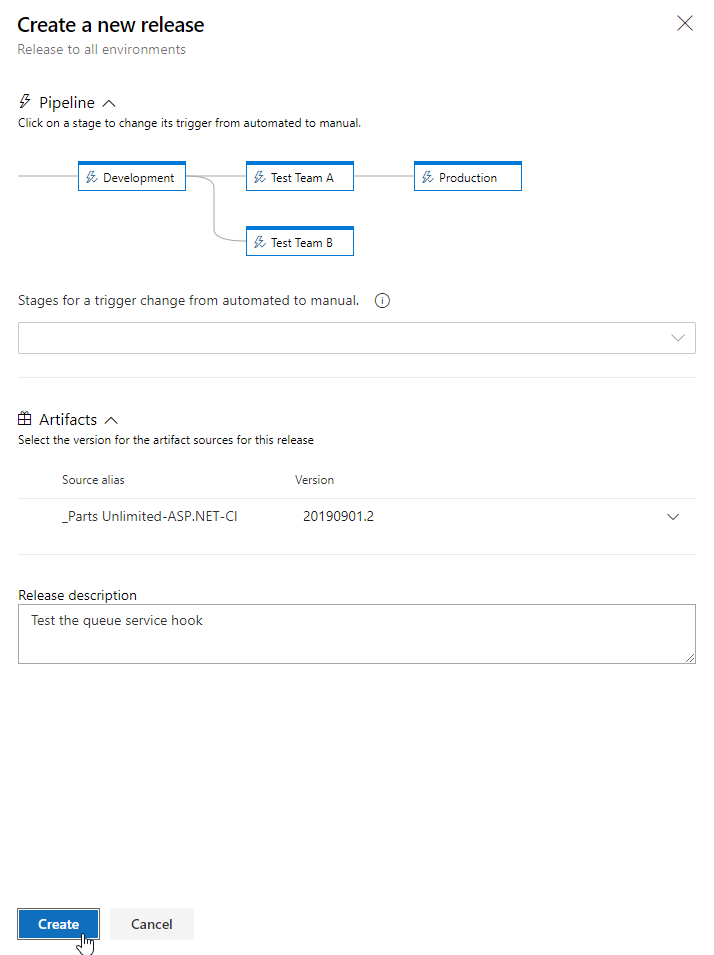 Create a new release
Release to all environments
Pipeline
Click on a stage to change its trigger from automated to manual.
Development
Test Team A
Production
Test Team B
Stages for a trigger change from automated to manual.
Artifacts
Select the version for the artifact sources for this release
Source alias Version
_Parts Unlimited-ASP.NET-CI 20190901.2
Release description
Test the queue service hook
Create Cancel